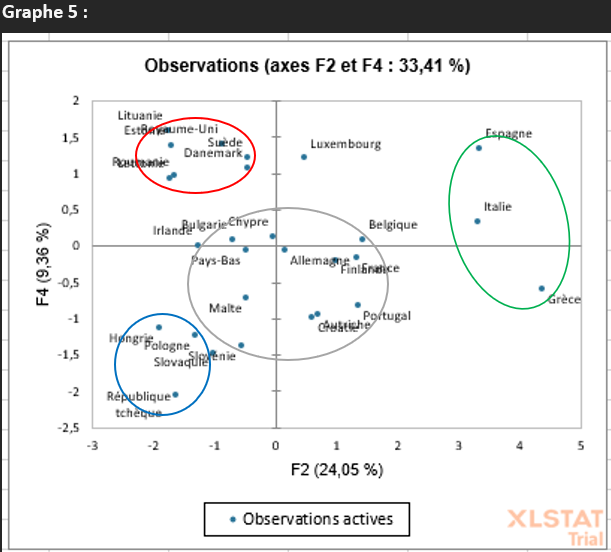 Graphe 5 :
Observations (axes F2 et F4 : 33,41 %)
2
Lituanie
Estonie Royaume-Uni
1,5
Espagne
Suède
Luxembourg
Danemark
Roumanie
Lettonie
1
0,5
Italie
Irlande
Bulgarie
Chypre
Belgique
0
Pays-Bas
Allemagne
Finlande
France
-0,5
Grèce
Malte
Portugal
Autriche
Croatie
-1
Hongrie
Pologne
Slovénie
Slovaquie
-1,5
République
tchèque
-2
-2,5
-3 -2 -1 0 1 2 3 4 5
F4 (9,36 %)
F2 (24,05 %)
Observations actives
XLSTAT
Trial